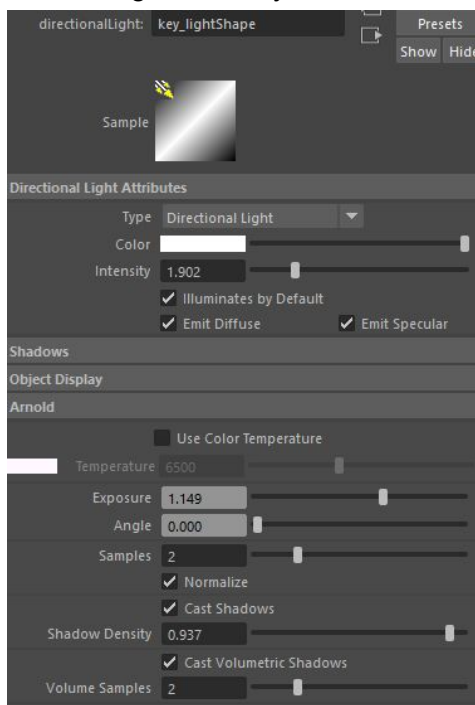 directionalLight: key_lightShape
Presets
Show Hide
Sample
Directional Light Attributes
Type Directional Light
Color
Intensity 1.902
Illuminates by Default
Emit Diffuse Emit Specular
Shadows
Object Display
Arnold
Use Color Temperature
Temperature 6500
Exposure 1.149
Angle 0.000
Samples 2
Normalize
Cast Shadows
Shadow Density 0.937
Cast Volumetric Shadows
Volume Samples 2